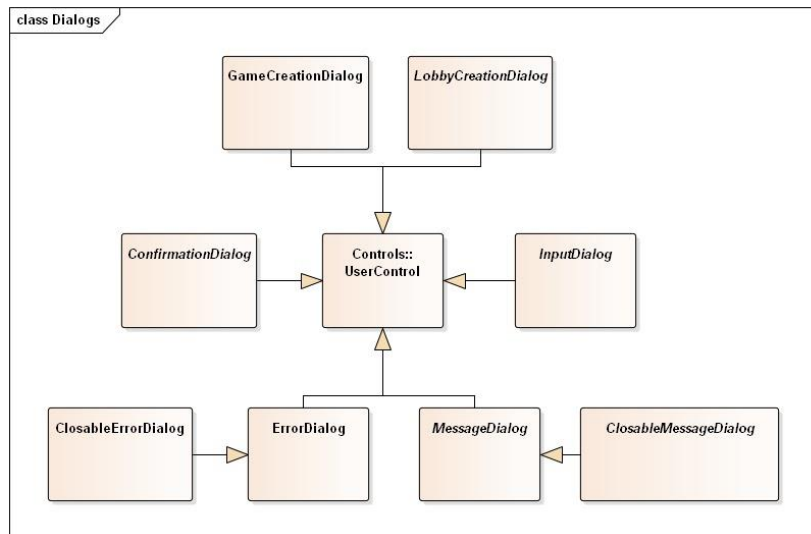 class Dialogs
GameCreationDialog
LobbyCreationDialog
ConfirmationDialog
Controls::
UserControl
InputDialog
ClosableErrorDialog
ErrorDialog
MessageDialog
ClosableMessageDialog